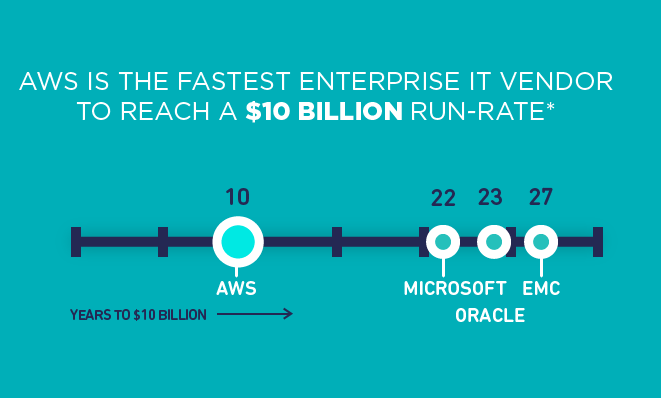 AWS IS THE FASTEST ENTERPRISE IT VENDOR
TO REACH A $10 BILLION RUN-RATE*
10 22 23 27
AWS MICROSOFT EMC
ORACLE
YEARS TO $10 BILLION